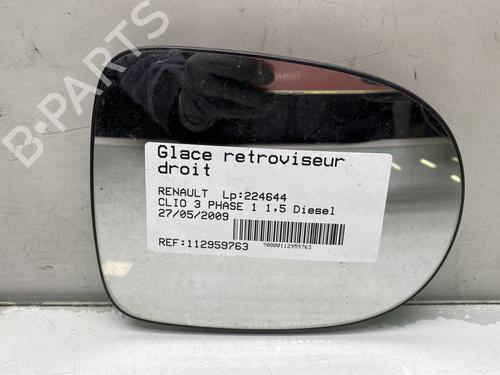 B-PARTS
Glace retroviseur
droit
RENAULT Lp:224644
CLIO 3 PHASE 1 1,5 Diesel
27/05/2009
REF:112959763
70000112959763